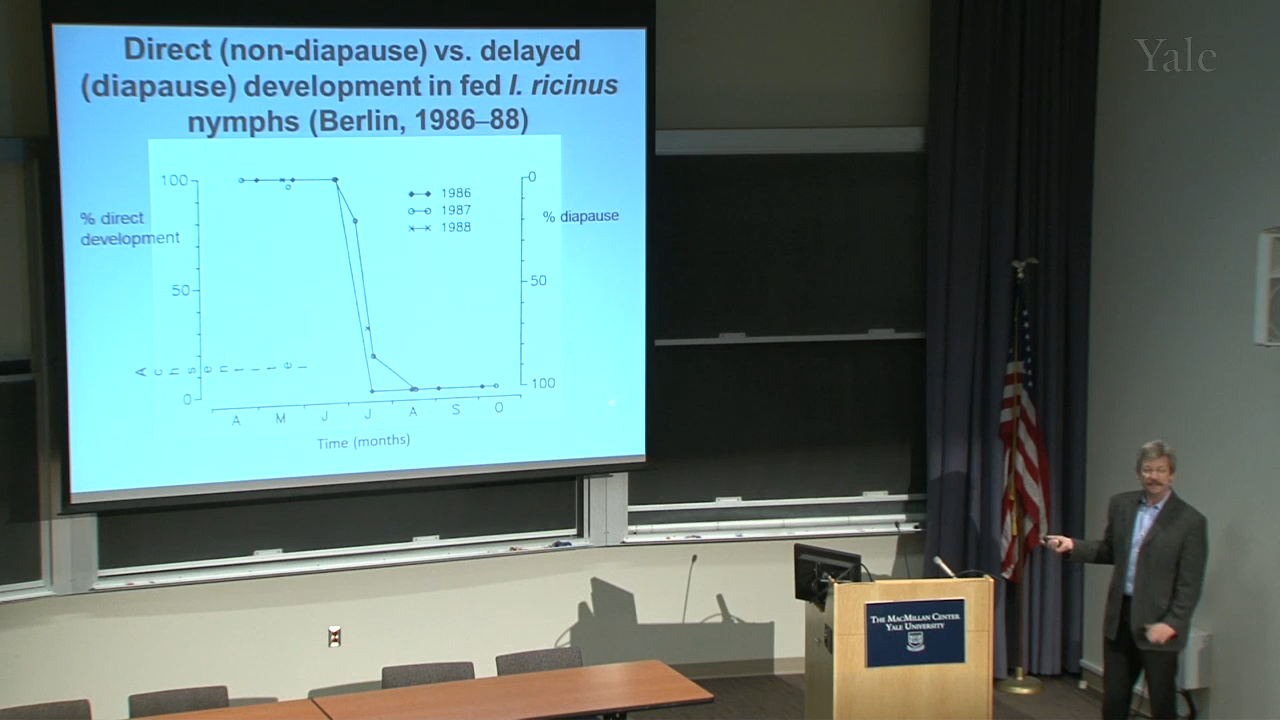 Direct (non-diapause) vs. delayed
(diapause) development in fed I. ricinus
nymphs (Berlin, 1986–88)
100
50
0
% direct
development
1986
1987
1988
0
50
100
% diapause
Achsentitel
A M J J A S O
Time (months)
Yale
THE MACMILLAN CENTER
YALE UNIVERSITY